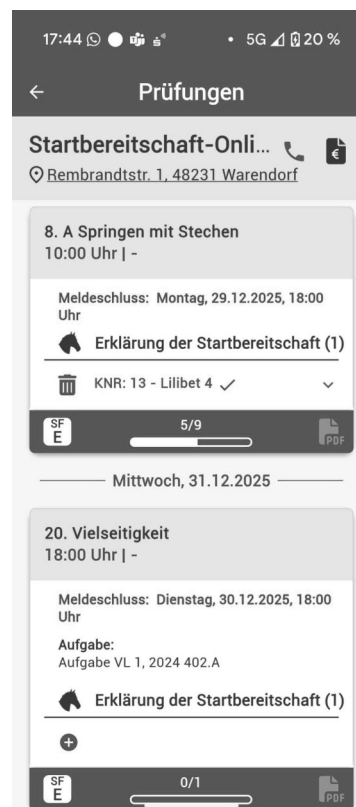 17:44 5G 20 %
Prüfungen
Startbereitschaft-Onli...
Rembrandtstr. 1, 48231 Warendorf
8. A Springen mit Stechen
10:00 Uhr | -
Meldeschluss: Montag, 29.12.2025, 18:00
Uhr
Erklärung der Startbereitschaft (1)
KNR: 13 - Lilibet 4
SF
E
5/9
PDF
Mittwoch, 31.12.2025
20. Vielseitigkeit
18:00 Uhr | -
Meldeschluss: Dienstag, 30.12.2025, 18:00
Uhr
Aufgabe:
Aufgabe VL 1, 2024 402.A
Erklärung der Startbereitschaft (1)
SF
E
0/1
PDF